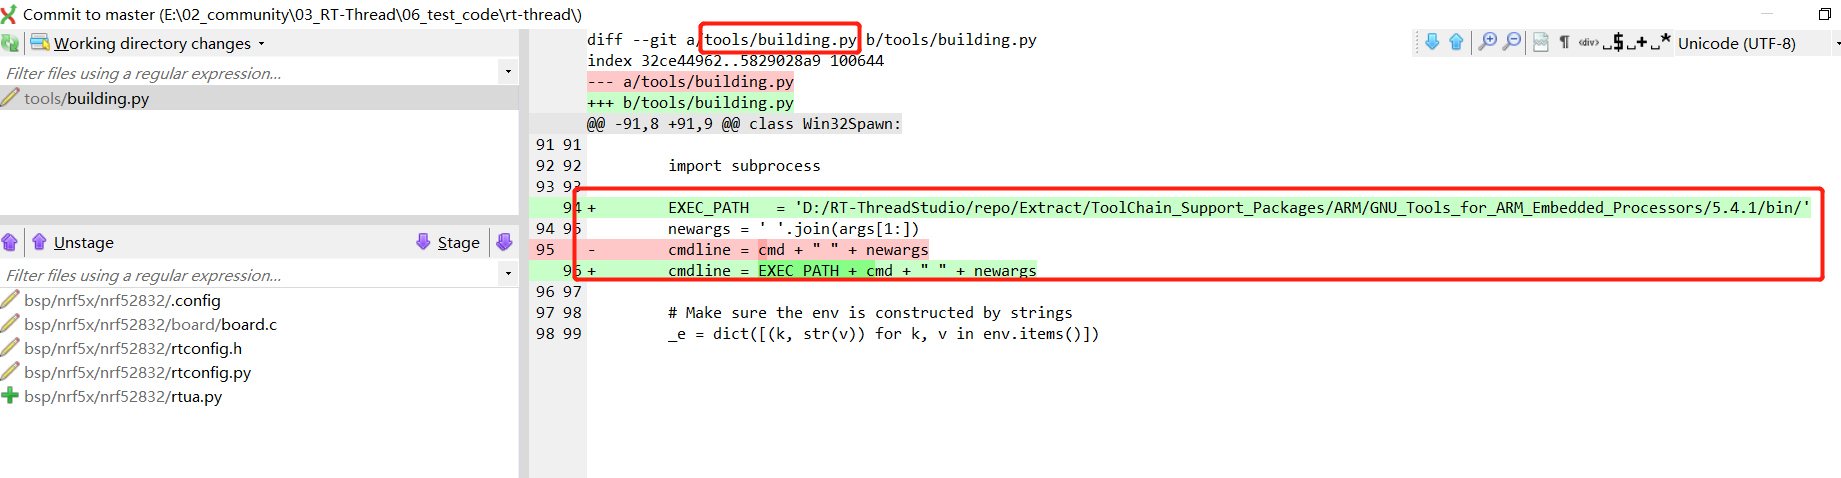 Commit to master (E:\02_community\03_RT-Thread\06_test_code\rt-thread\)
Working directory changes
Filter files using a regular expression...
tools/building.py
Unstage
Stage
Filter files using a regular expression...
bsp/nrf5x/nrf52832/.config
bsp/nrf5x/nrf52832/board/board.c
bsp/nrf5x/nrf52832/rtconfig.h
bsp/nrf5x/nrf52832/rtconfig.py
bsp/nrf5x/nrf52832/rtua.py
diff --git a/tools/building.py b/tools/building.py
index 32ce44962..5829028a9 100644
--- a/tools/building.py
+++ b/tools/building.py
@@ -91,8 +91,9 @@ class Win32Spawn:
91 91
92 92 import subprocess
93 93
94 + EXEC_PATH = 'D:/RT-ThreadStudio/repo/Extract/ToolChain_Support_Packages/ARM/GNU_Tools_for_ARM_Embedded_Processors/5.4.1/bin/'
94 95 newargs = ' '.join(args[1:])
95 - cmdline = cmd + " " + newargs
96 + cmdline = EXEC_PATH + cmd + " " + newargs
96 97
97 98 # Make sure the env is constructed by strings
98 99 _e = dict([(k, str(v)) for k, v in env.items()])
<div> $ + *
Unicode (UTF-8)